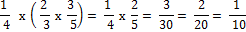 1/4 x (2/3 x 3/5) = 1/4 x 2/5 = 3/30 = 2/20 = 1/10